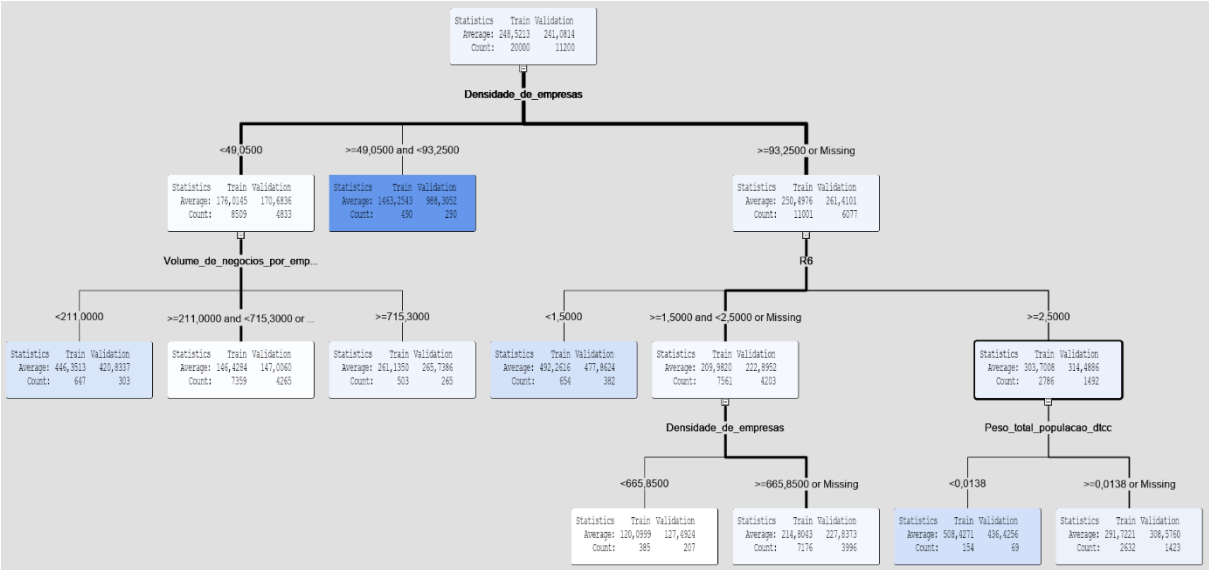 Statistics Train Validation
Average: 248,5213 241,0814
Count: 20000 11200
Densidade_de_empresas
<49,0500
>=49,0500 and <93,2500
>=93,2500 or Missing
Statistics Train Validation
Average: 176,0145 170,6836
Count: 8509 4833
Statistics Train Validation
Average: 1463,2543 988,3052
Count: 490 290
Statistics Train Validation
Average: 250,4976 261,4101
Count: 11001 6077
Volume_de_negocios_por_emp...
R6
<211,0000
>=211,0000 and <715,3000 or ...
>=715,3000
<1,5000
>=1,5000 and <2,5000 or Missing
>=2,5000
Statistics Train Validation
Average: 446,3513 420,8337
Count: 647 303
Statistics Train Validation
Average: 146,4284 147,0060
Count: 7359 4265
Statistics Train Validation
Average: 261,1350 265,7386
Count: 503 265
Statistics Train Validation
Average: 492,2616 477,8624
Count: 654 382
Statistics Train Validation
Average: 209,9820 222,8952
Count: 7561 4203
Statistics Train Validation
Average: 303,7008 314,4886
Count: 2786 1492
Densidade_de_empresas
Peso_total_populacao_dtcc
<665,8500
>=665,8500 or Missing
<0,0138
>=0,0138 or Missing
Statistics Train Validation
Average: 120,0999 127,4924
Count: 385 207
Statistics Train Validation
Average: 214,8043 227,8373
Count: 7176 3996
Statistics Train Validation
Average: 508,4271 436,4256
Count: 154 69
Statistics Train Validation
Average: 291,7221 308,5760
Count: 2632 1423